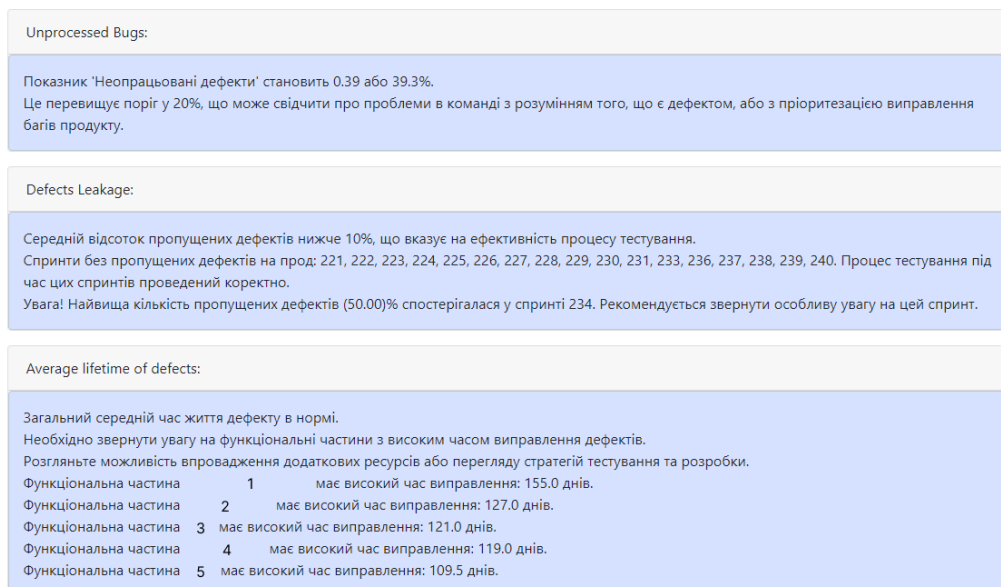 Unprocessed Bugs:
Показник 'Неопрацьовані дефекти' становить 0.39 або 39.3%.
Це перевищує поріг у 20%, що може свідчити про проблеми в команді з розумінням того, що є дефектом, або з пріоритезацією виправлення
багів продукту.
Defects Leakage:
Середній відсоток пропущених дефектів нижче 10%, що вказує на ефективність процесу тестування.
Спринти без пропущених дефектів на прод: 221, 222, 223, 224, 225, 226, 227, 228, 229, 230, 231, 233, 236, 237, 238, 239, 240. Процес тестування під
час цих спринтів проведений коректно.
Увага! Найвища кількість пропущених дефектів (50.00)% спостерігалася у спринті 234. Рекомендується звернути особливу увагу на цей спринт.
Average lifetime of defects:
Загальний середній час життя дефекту в нормі.
Необхідно звернути увагу на функціональні частини з високим часом виправлення дефектів.
Розгляньте можливість впровадження додаткових ресурсів або перегляду стратегій тестування та розробки.
Функціональна частина 1 має високий час виправлення: 155.0 днів.
Функціональна частина 2 має високий час виправлення: 127.0 днів.
Функціональна частина 3 має високий час виправлення: 121.0 днів.
Функціональна частина 4 має високий час виправлення: 119.0 днів.
Функціональна частина 5 має високий час виправлення: 109.5 днів.